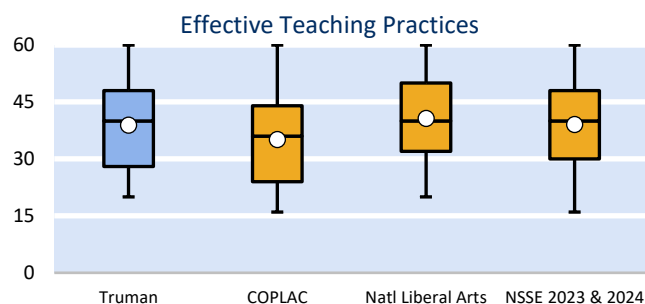 Effective Teaching Practices
60
45
30
15
0
Truman COPLAC Natl Liberal Arts NSSE 2023 & 2024